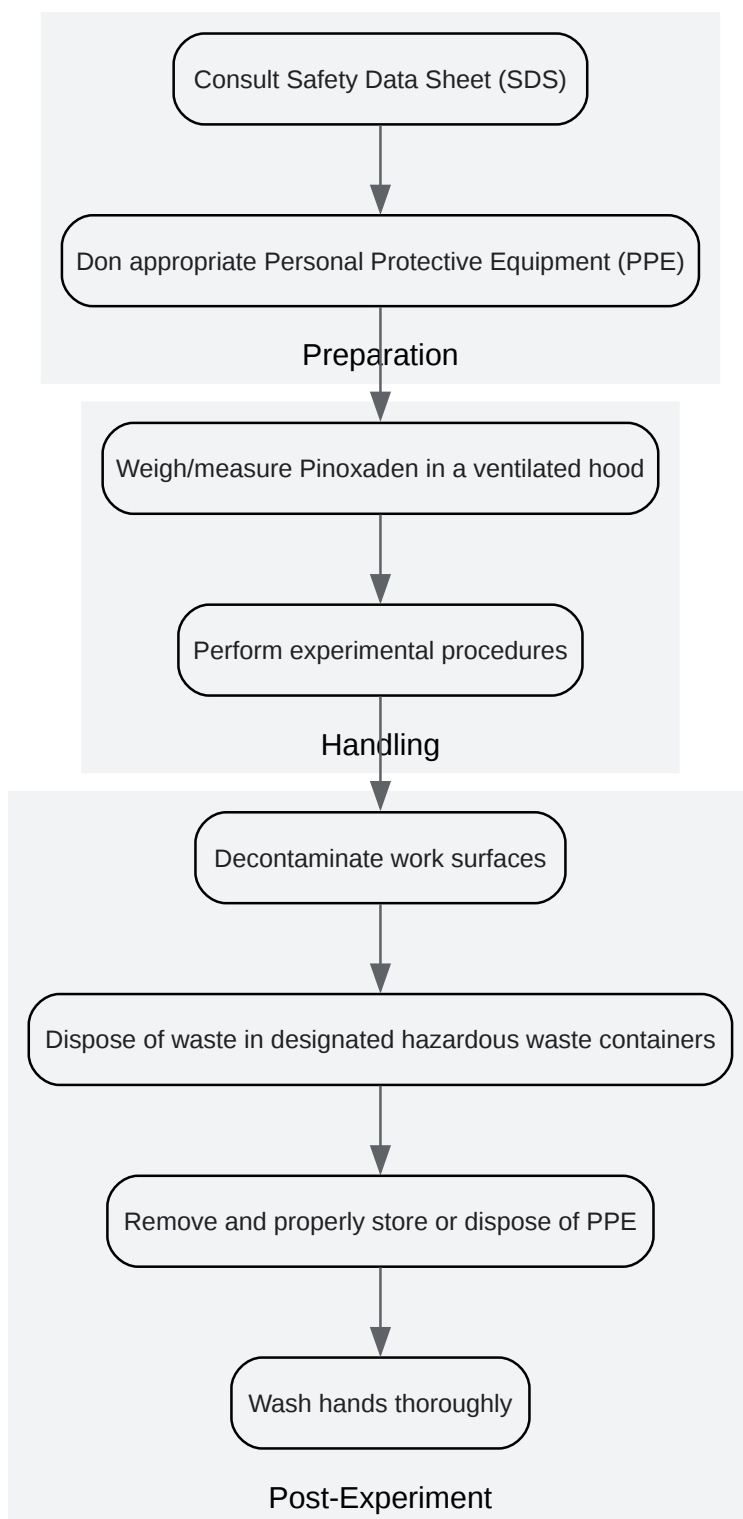 Consult Safety Data Sheet (SDS)
Don appropriate Personal Protective Equipment (PPE)
Preparation
Weigh/measure Pinoxaden in a ventilated hood
Perform experimental procedures
Handling
Decontaminate work surfaces
Dispose of waste in designated hazardous waste containers
Remove and properly store or dispose of PPE
Wash hands thoroughly
Post-Experiment